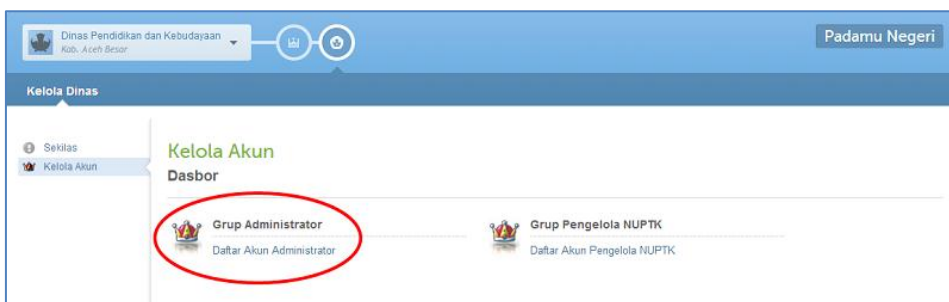 Dinas Pendidikan dan Kebudayaan
Kab. Aceh Besar
Padamu Negeri
Kelola Dinas
Sekilas
Kelola Akun
Kelola Akun
Dasbor
Grup Administrator
Daftar Akun Administrator
Grup Pengelola NUPTK
Daftar Akun Pengelola NUPTK